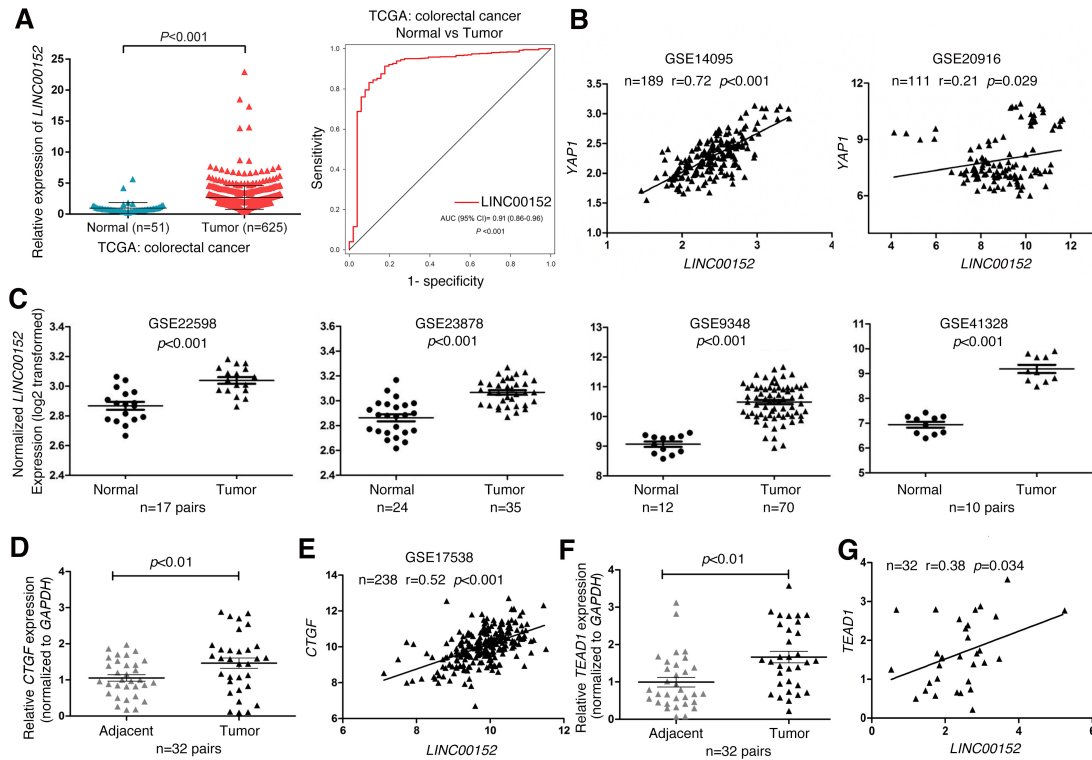 A
P<0.001
Relative expression of LINC00152
25
20
15
10
5
0
Normal (n=51)
Tumor (n=625)
TCGA: colorectal cancer
TCGA: colorectal cancer
Normal vs Tumor
Sensitivity
1.0
0.8
0.6
0.4
0.2
0.0
LINC00152
AUC (95% CI)= 0.91 (0.86-0.96)
P <0.001
0.0 0.2 0.4 0.6 0.8 1.0
1- specificity
B
GSE14095
n=189 r=0.72 p<0.001
YAP1
3.5
3.0
2.5
2.0
1.5
1.0
1 2 3 4
LINC00152
GSE20916
n=111 r=0.21 p=0.029
YAP1
12
9
6
4 6 8 10 12
LINC00152
C
Normalized LINC00152
Expression (log2 transformed)
GSE22598
p<0.001
3.4
3.2
3.0
2.8
2.6
2.4
Normal
Tumor
n=17 pairs
GSE23878
p<0.001
3.6
3.4
3.2
3.0
2.8
2.6
2.4
Normal
Tumor
n=24
n=35
GSE9348
p<0.001
13
12
11
10
9
8
Normal
Tumor
n=12
n=70
GSE41328
p<0.001
11
10
9
8
7
6
5
Normal
Tumor
n=10 pairs
D
p<0.01
Relative CTGF expression
(normalized to GAPDH)
4
3
2
1
0
Adjacent
Tumor
n=32 pairs
E
GSE17538
n=238 r=0.52 p<0.001
CTGF
14
12
10
8
6
6 8 10 12
LINC00152
F
p<0.01
Relative TEAD1 expression
(normalized to GAPDH)
4
3
2
1
0
Adjacent
Tumor
n=32 pairs
G
n=32 r=0.38 p=0.034
TEAD1
4
3
2
1
0
0 2 4 6
LINC00152